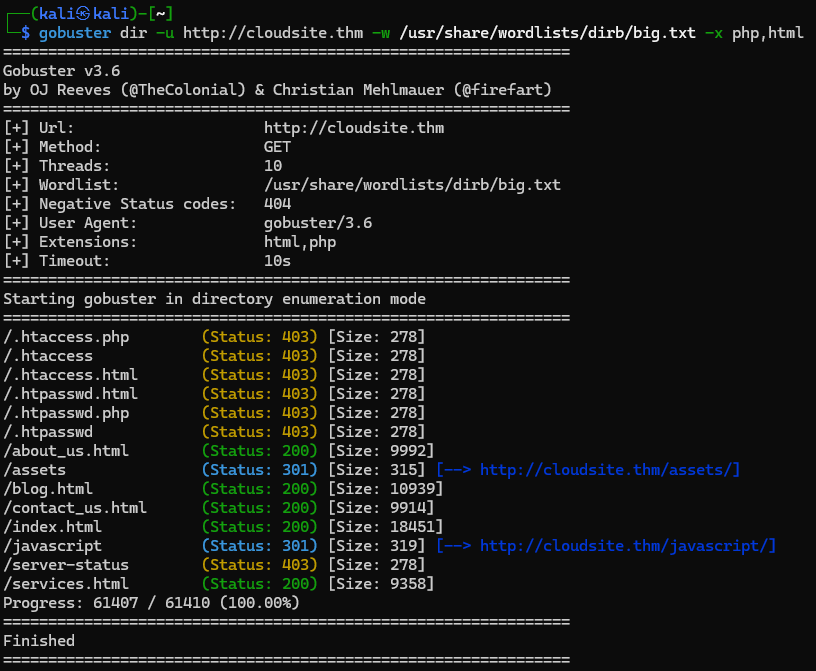 ┌──(kali㉿kali)-[~]
└─$ gobuster dir -u http://cloudsite.thm -w /usr/share/wordlists/dirb/big.txt -x php,html
===============================================================
Gobuster v3.6
by OJ Reeves (@TheColonial) & Christian Mehlmauer (@firefart)
===============================================================
[+] Url:                     http://cloudsite.thm
[+] Method:                  GET
[+] Threads:                 10
[+] Wordlist:                /usr/share/wordlists/dirb/big.txt
[+] Negative Status codes:   404
[+] User Agent:              gobuster/3.6
[+] Extensions:              html,php
[+] Timeout:                 10s
===============================================================
Starting gobuster in directory enumeration mode
===============================================================
/.htaccess.php        (Status: 403) [Size: 278]
/.htaccess            (Status: 403) [Size: 278]
/.htaccess.html       (Status: 403) [Size: 278]
/.htpasswd.html       (Status: 403) [Size: 278]
/.htpasswd.php        (Status: 403) [Size: 278]
/.htpasswd            (Status: 403) [Size: 278]
/about_us.html        (Status: 200) [Size: 9992]
/assets               (Status: 301) [Size: 315] [--> http://cloudsite.thm/assets/]
/blog.html            (Status: 200) [Size: 10939]
/contact_us.html      (Status: 200) [Size: 9914]
/index.html           (Status: 200) [Size: 18451]
/javascript           (Status: 301) [Size: 319] [--> http://cloudsite.thm/javascript/]
/server-status        (Status: 403) [Size: 278]
/services.html        (Status: 200) [Size: 9358]
Progress: 61407 / 61410 (100.00%)
===============================================================
Finished
===============================================================